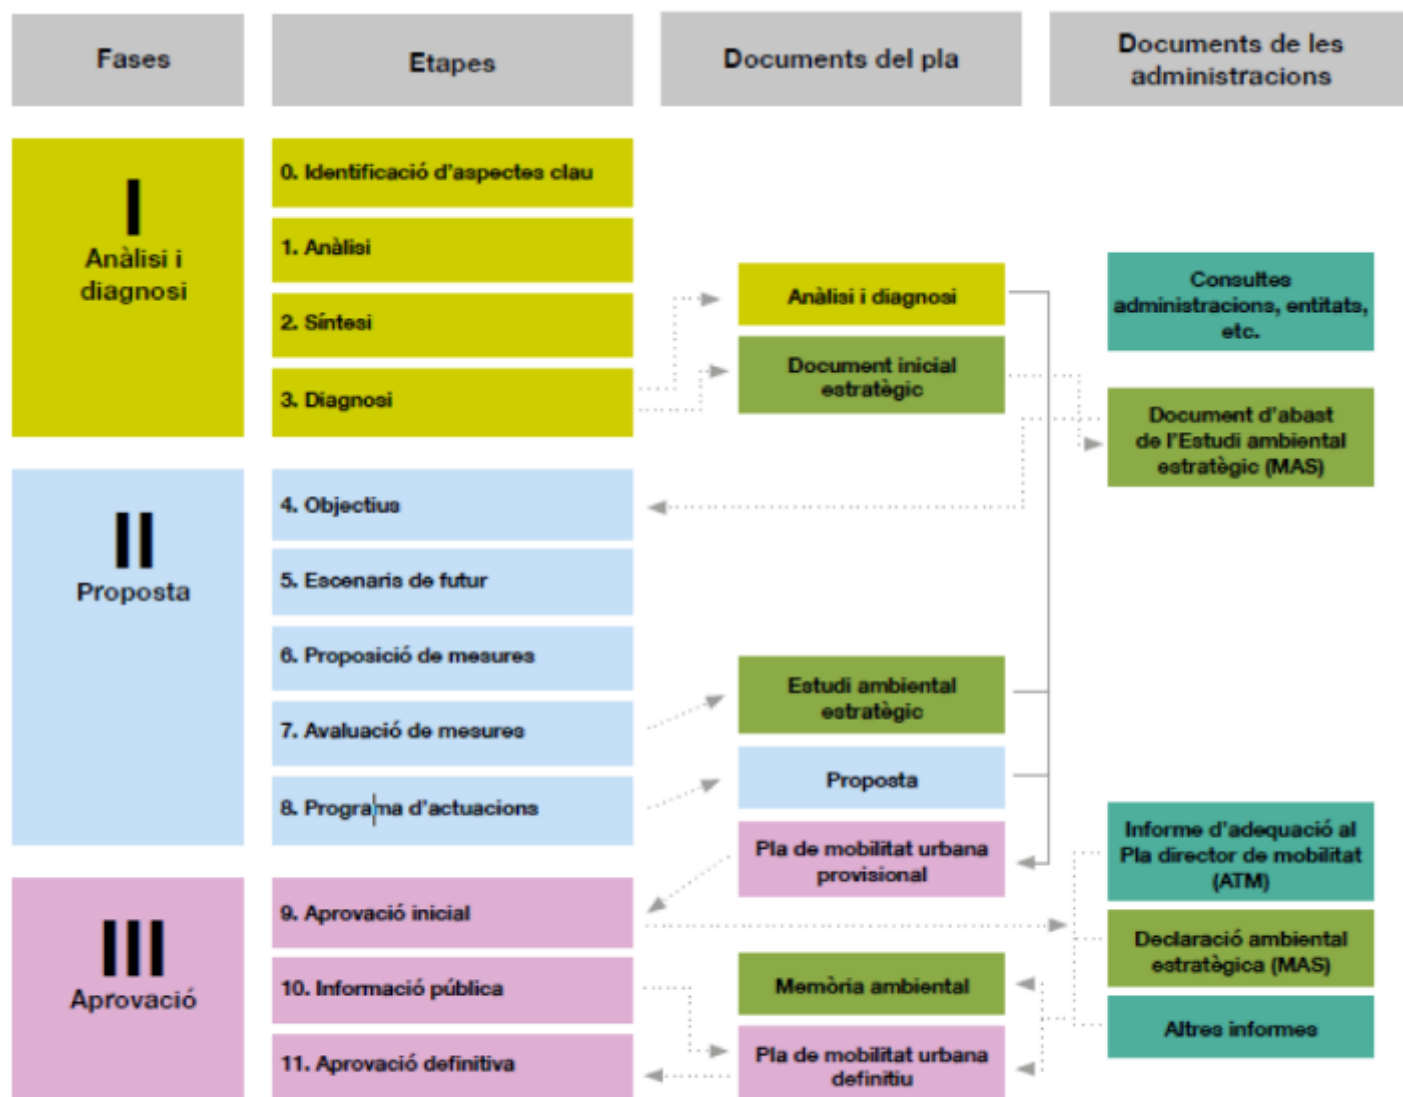 Fases
Etapes
Documents del pla
Documents de les
administracions
I
Anàlisi i
diagnosi
0. Identificació d'aspectes clau
1. Anàlisi
2. Síntesi
3. Diagnosi
Anàlisi i diagnosi
Document inicial
estratègic
Consultes
administracions, entitats,
etc.
Document d'abast
de l'Estudi ambiental
estratègic (MAS)
II
Proposta
4. Objectius
5. Escenaris de futur
6. Proposició de mesures
7. Avaluació de mesures
8. Programa d'actuacions
Estudi ambiental
estratègic
Proposta
Pla de mobilitat urbana
provisional
Informe d'adequació al
Pla director de mobilitat
(ATM)
III
Aprovació
9. Aprovació inicial
10. Informació pública
11. Aprovació definitiva
Memòria ambiental
Pla de mobilitat urbana
definitiu
Declaració ambiental
estratègica (MAS)
Altres informes